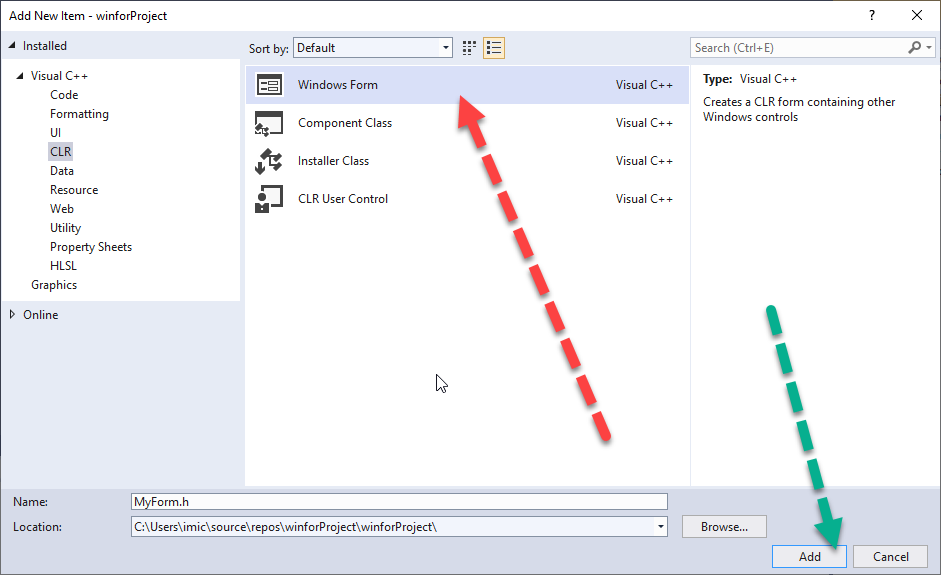 Add New Item - winforProject
?
Installed
Sort by: Default
Search (Ctrl+E)
Visual C++
Code
Formatting
UI
CLR
Data
Resource
Web
Utility
Property Sheets
HLSL
Graphics
Online
Windows Form Visual C++
Component Class Visual C++
Installer Class Visual C++
CLR User Control Visual C++
Type: Visual C++
Creates a CLR form containing other
Windows controls
Name: MyForm.h
Location: C:\Users\imic\source\repos\winforProject\winforProject\
Browse...
Add Cancel